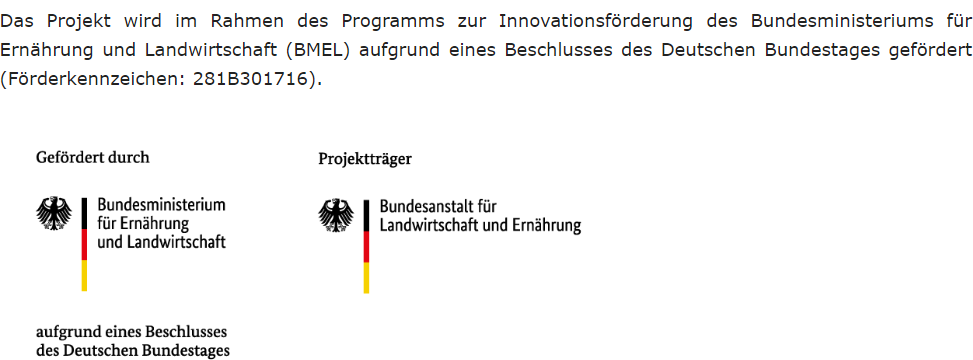 Das Projekt wird im Rahmen des Programms zur Innovationsförderung des Bundesministeriums für
Ernährung und Landwirtschaft (BMEL) aufgrund eines Beschlusses des Deutschen Bundestages gefördert
(Förderkennzeichen: 281B301716).
Gefördert durch
Bundesministerium
für Ernährung
und Landwirtschaft
aufgrund eines Beschlusses
des Deutschen Bundestages
Projektträger
Bundesanstalt für
Landwirtschaft und Ernährung